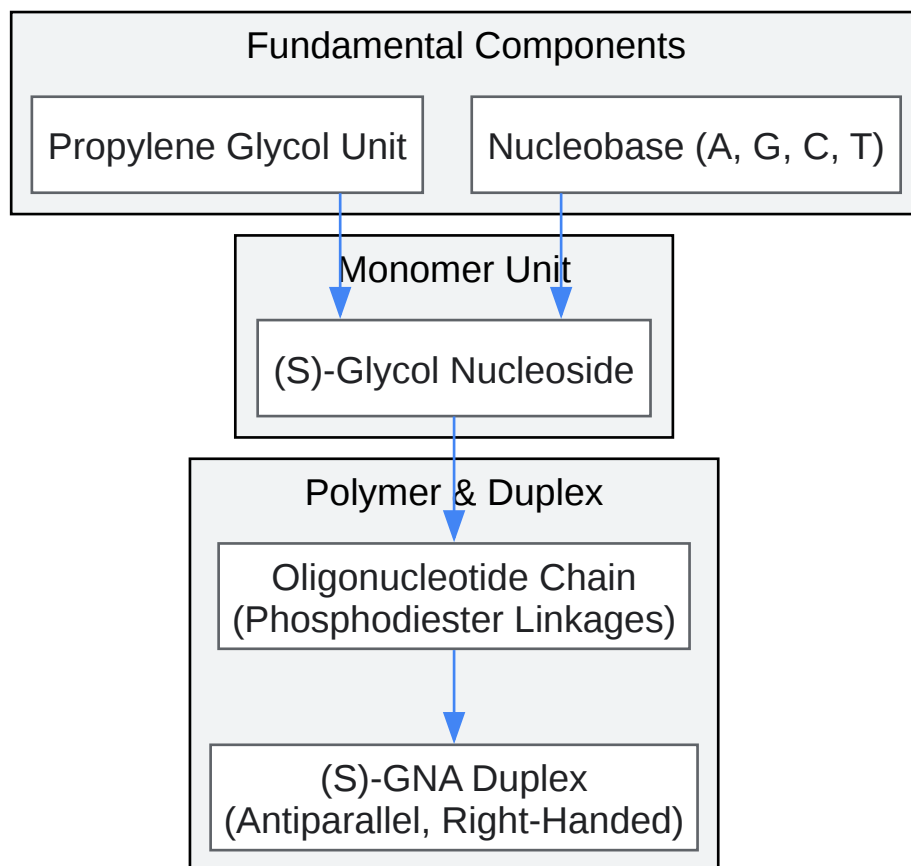 Fundamental Components
Propylene Glycol Unit
Nucleobase (A, G, C, T)
Monomer Unit
(S)-Glycol Nucleoside
Polymer & Duplex
Oligonucleotide Chain
(Phosphodiester Linkages)
(S)-GNA Duplex
(Antiparallel, Right-Handed)